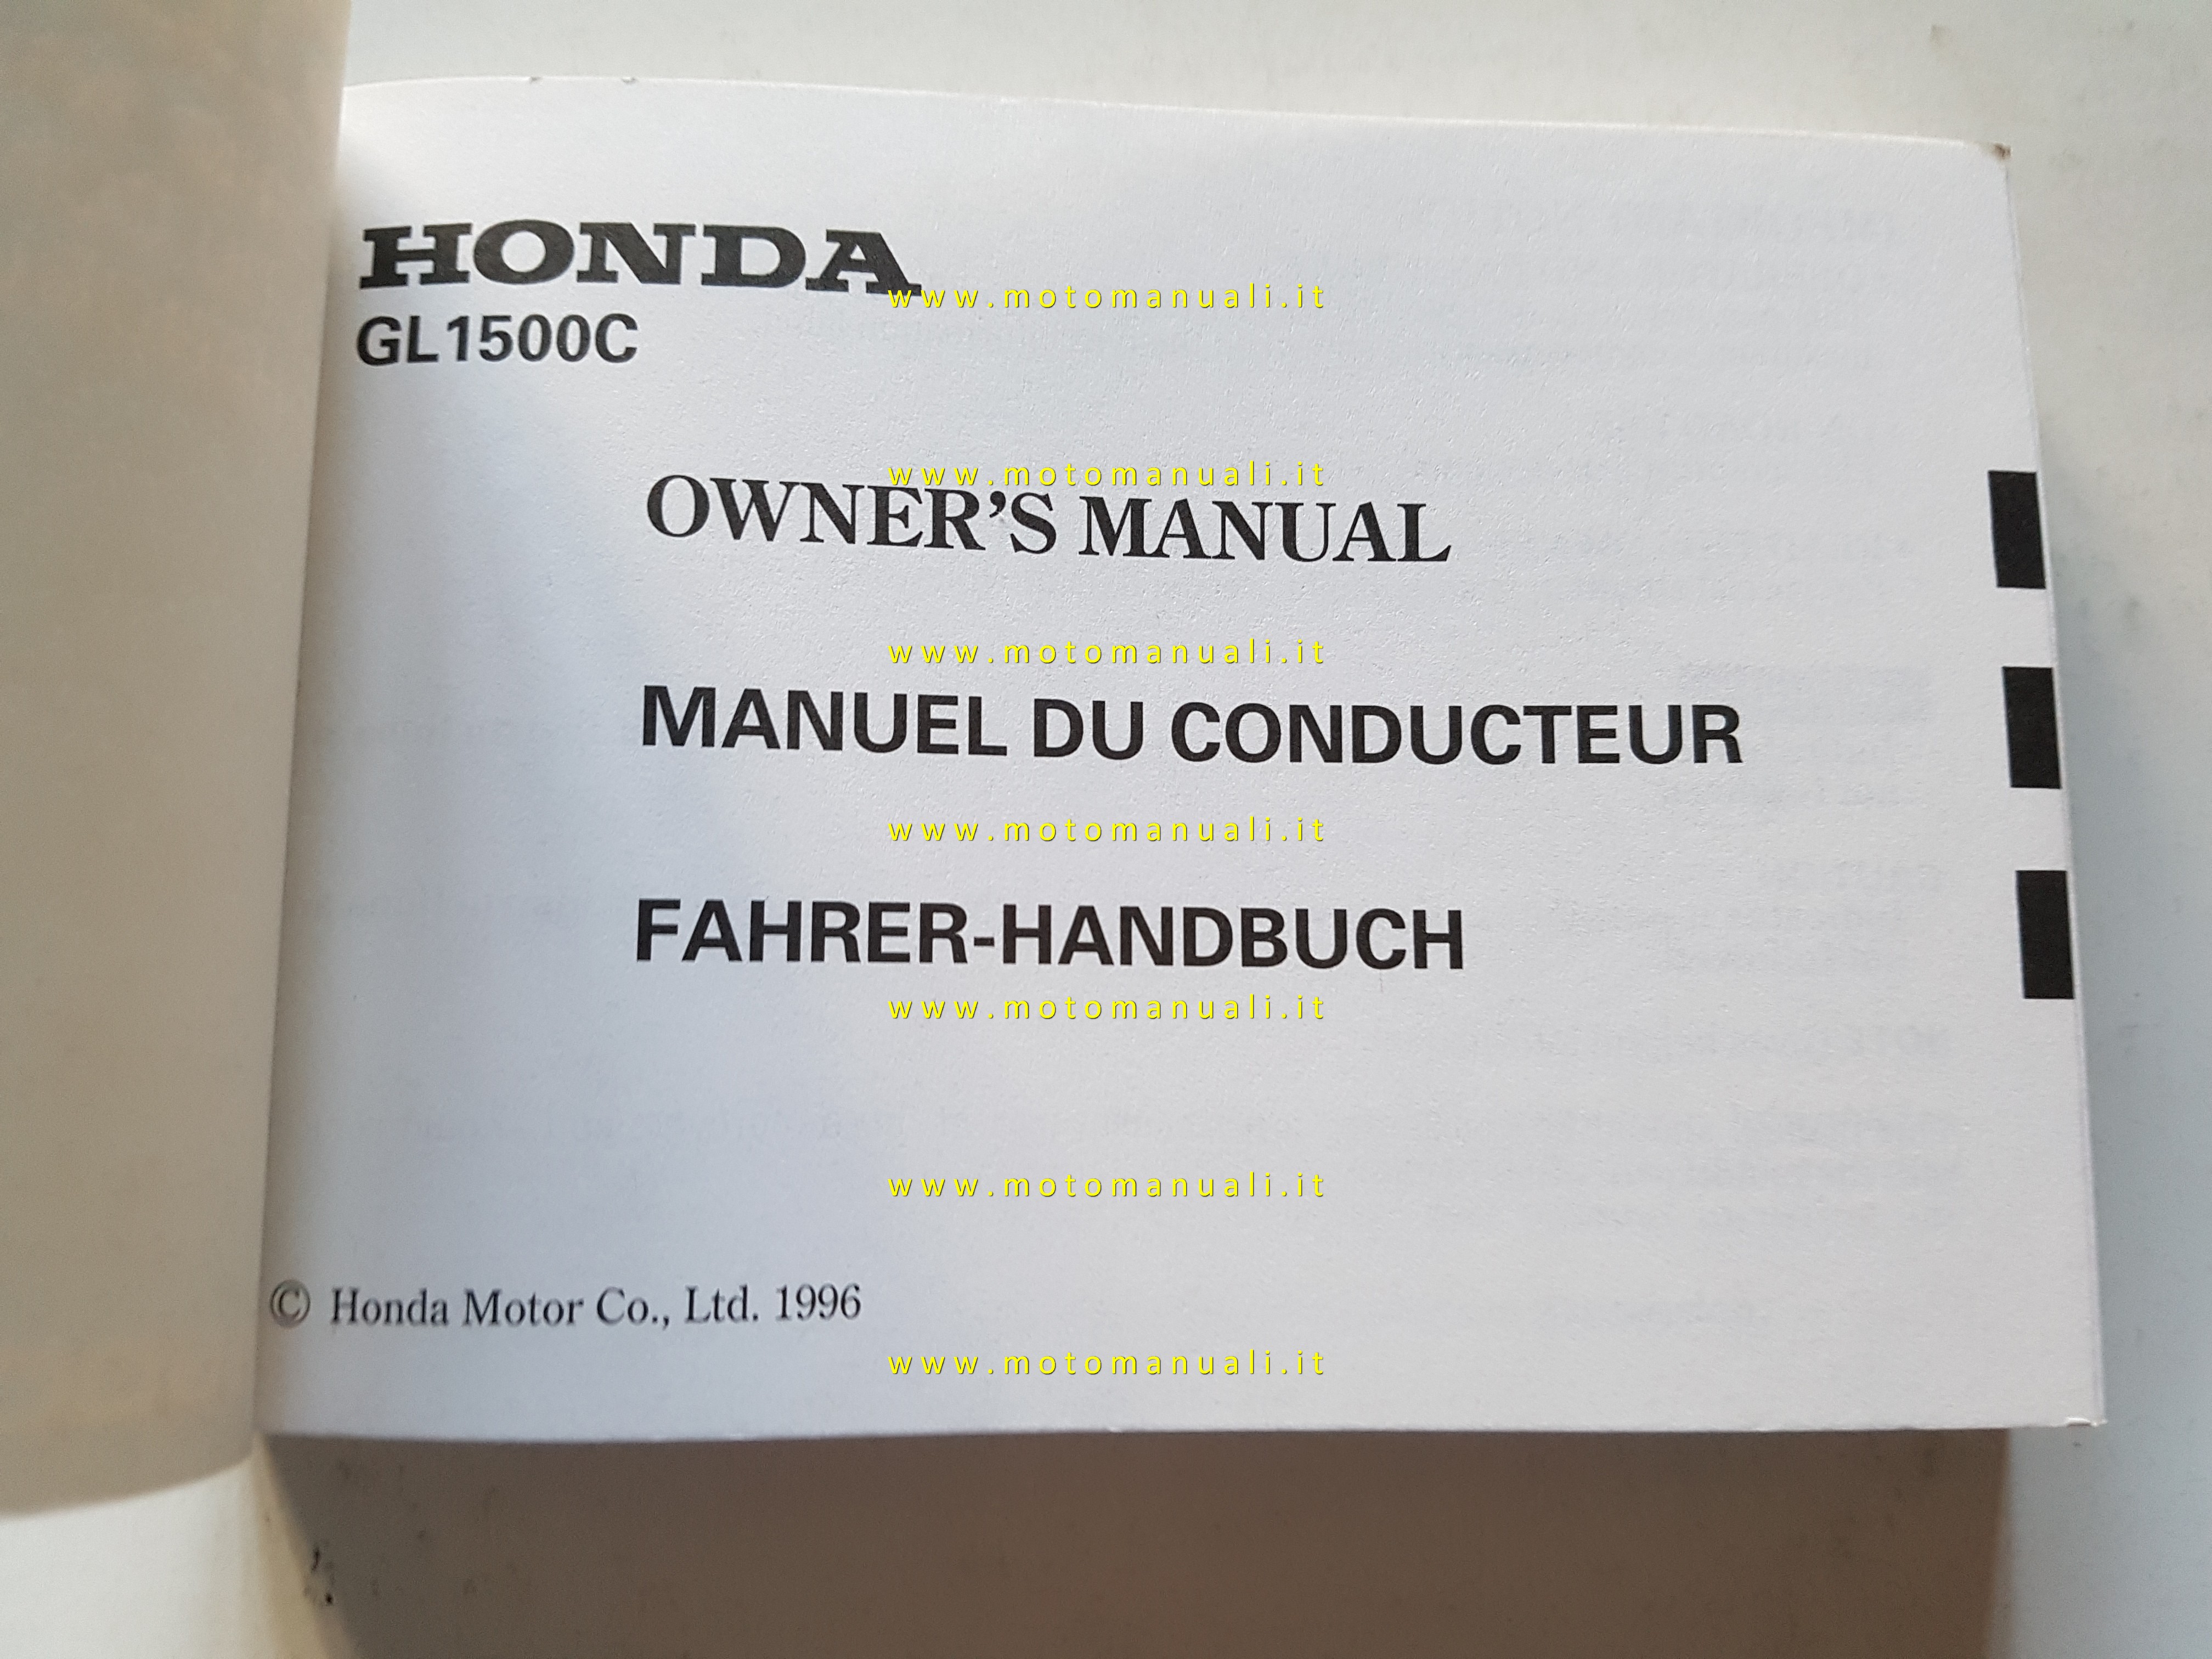 HONDA
www.motomanuali.it
GL1500C
www.motomanuali.it
OWNER’S MANUAL
www.motomanuali.it
MANUEL DU CONDUCTEUR
www.motomanuali.it
FAHRER-HANDBUCH
www.motomanuali.it
www.motomanuali.it
© Honda Motor Co., Ltd. 1996
www.motomanuali.it